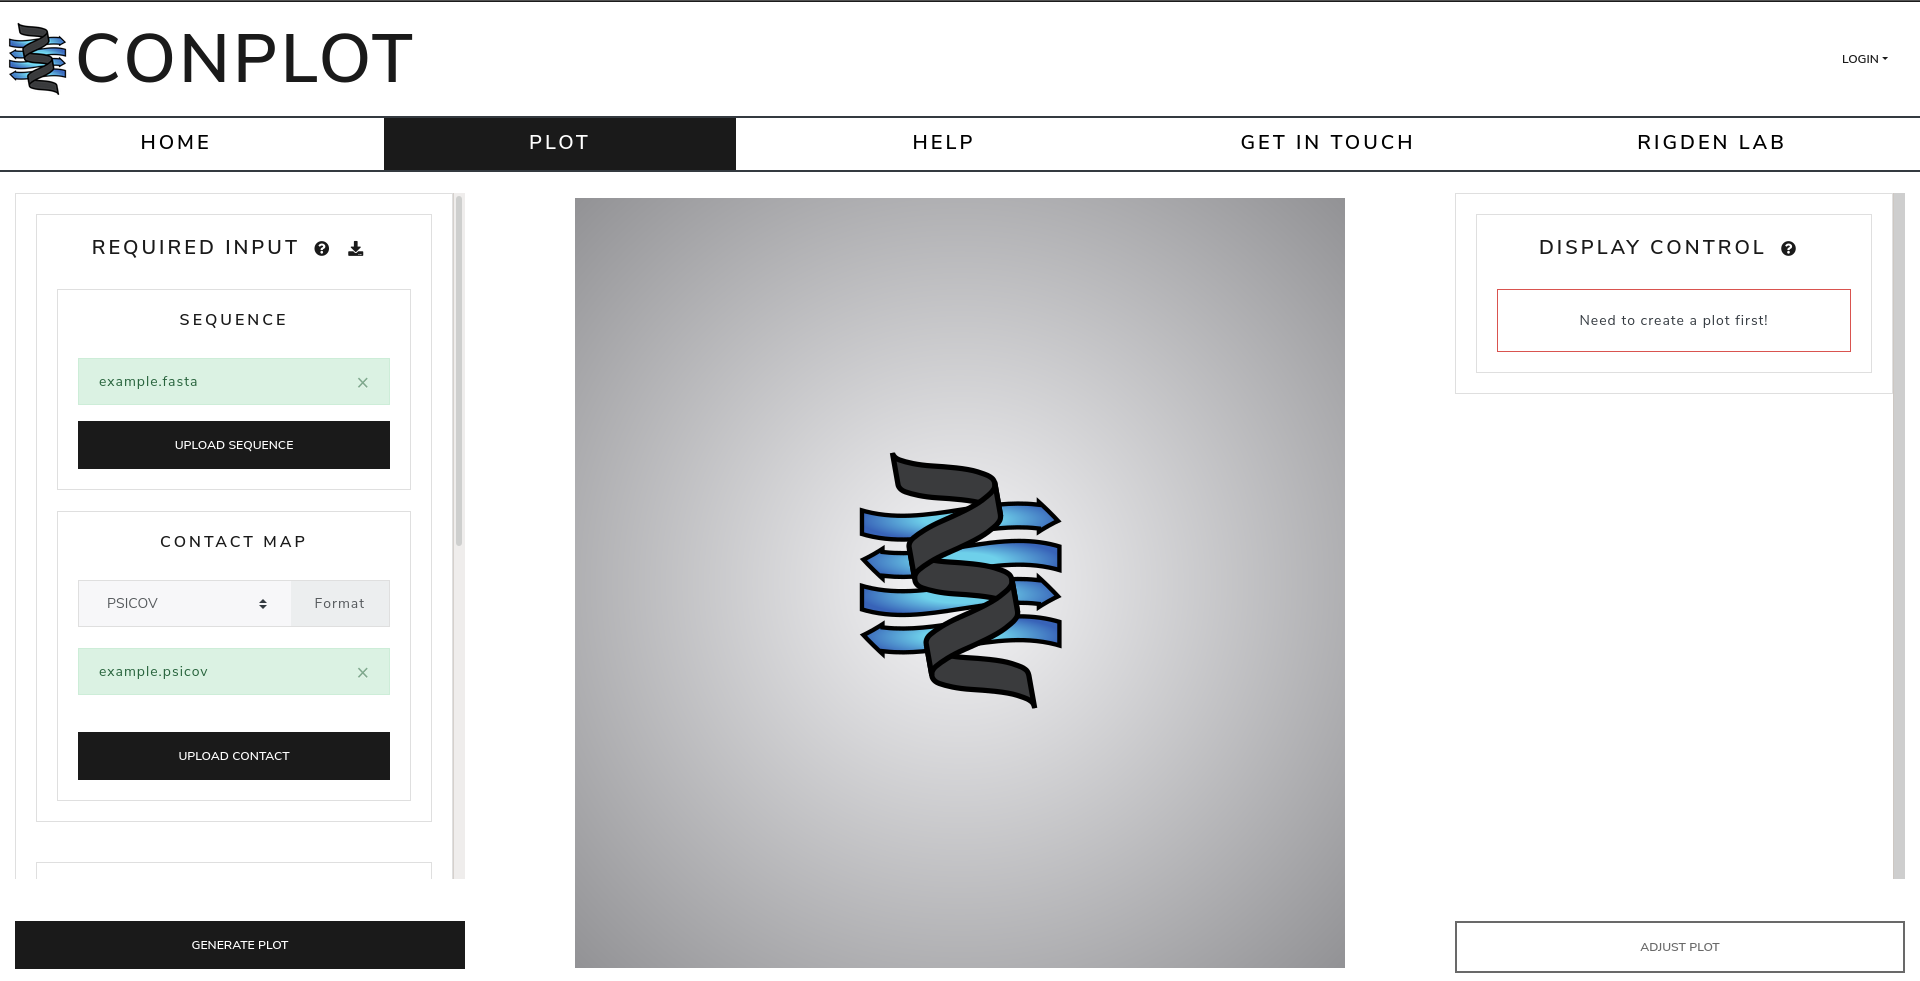 CONPLOT
LOGIN
HOME
PLOT
HELP
GET IN TOUCH
RIGDEN LAB
REQUIRED INPUT
SEQUENCE
example.fasta
×
UPLOAD SEQUENCE
CONTACT MAP
PSICOV
Format
example.psicov
×
UPLOAD CONTACT
GENERATE PLOT
DISPLAY CONTROL
Need to create a plot first!
ADJUST PLOT